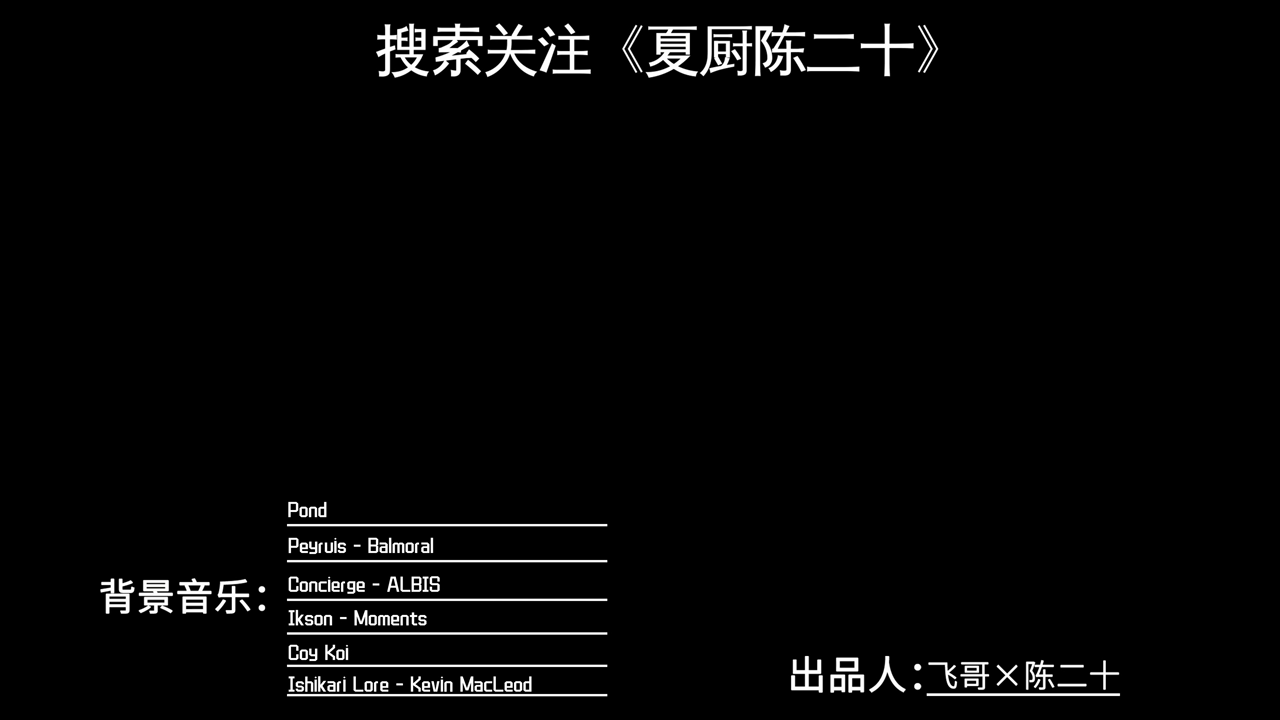 搜索关注《夏厨陈二十》
Pond
Peyruis - Balmoral
背景音乐：
Concierge - ALBIS
Ikson - Moments
Coy Koi
Ishikari Lore - Kevin MacLeod
出品人：飞哥×陈二十